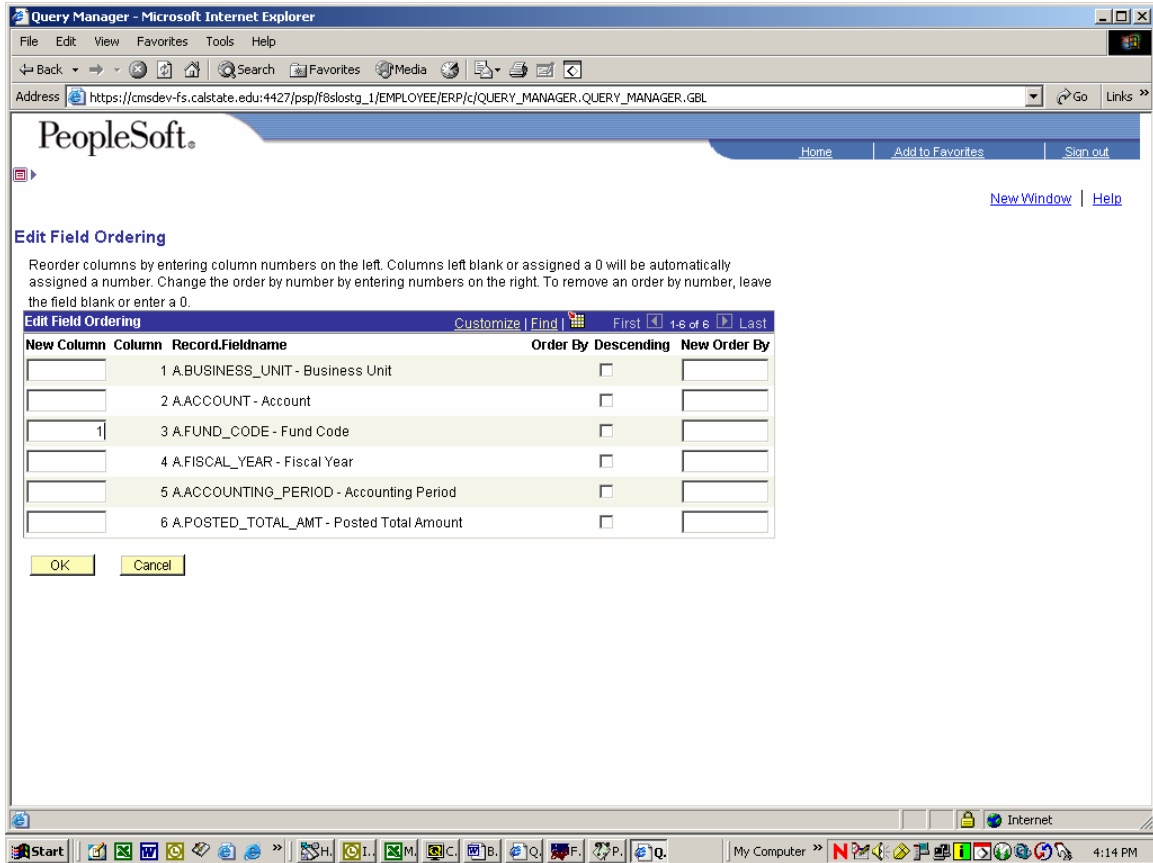 Query Manager - Microsoft Internet Explorer
File Edit View Favorites Tools Help
Back Search Favorites Media
Address https://cmsdev-fs.calstate.edu:4427/psp/f8slostg_1/EMPLOYEE/ERP/c/QUERY_MANAGER.QUERY_MANAGER.GBL Go Links »
PeopleSoft®
Home Add to Favorites Sign out
New Window | Help
Edit Field Ordering
Reorder columns by entering column numbers on the left. Columns left blank or assigned a 0 will be automatically
assigned a number. Change the order by number by entering numbers on the right. To remove an order by number, leave
the field blank or enter a 0.
Edit Field Ordering Customize | Find | First 1-6 of 6 Last
New Column Column Record.Fieldname Order By Descending New Order By
1 A.BUSINESS_UNIT - Business Unit
2 A.ACCOUNT - Account
1 3 A.FUND_CODE - Fund Code
4 A.FISCAL_YEAR - Fiscal Year
5 A.ACCOUNTING_PERIOD - Accounting Period
6 A.POSTED_TOTAL_AMT - Posted Total Amount
OK Cancel
Internet
Start » H. I. M. C. B. Q. F. P. Q. My Computer » 4:14 PM